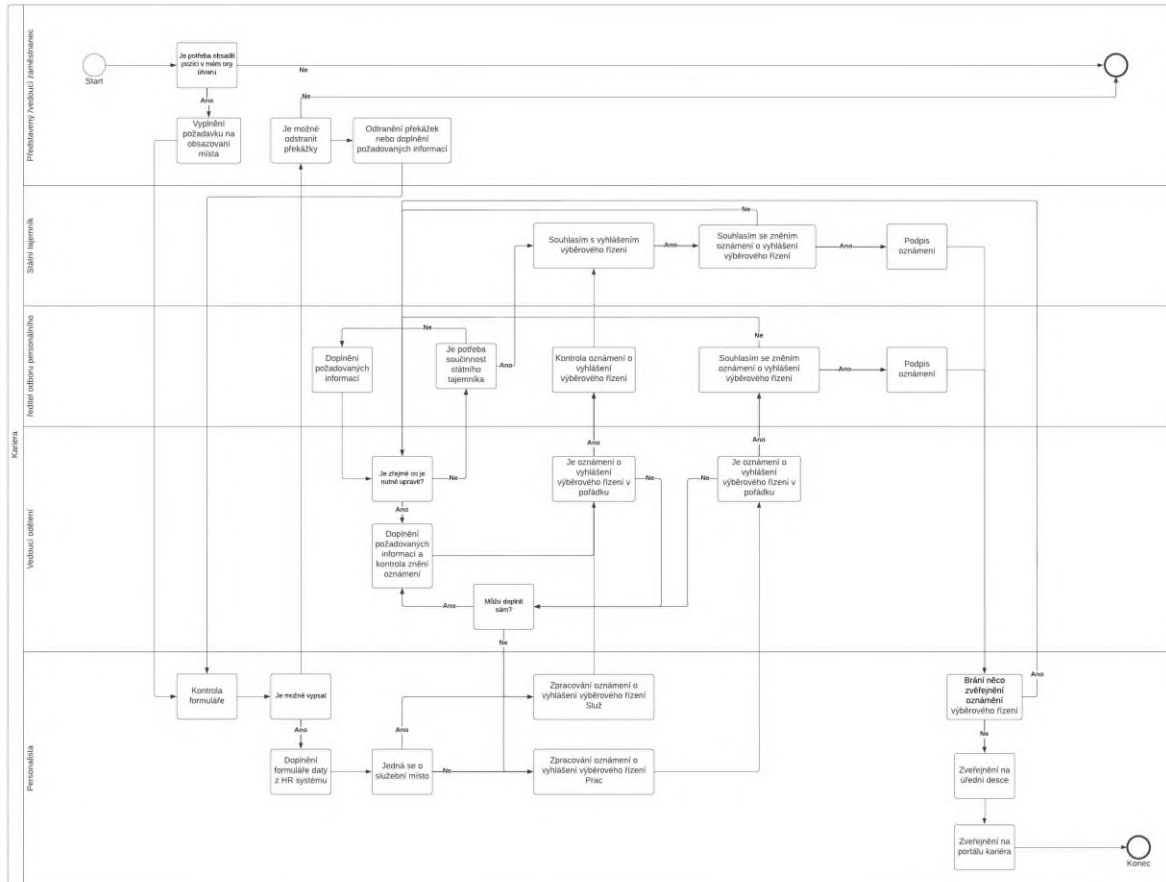 Kariera
Představený /vedoucí zaměstnanec
Start
Je potřeba obsadit
pozici v mém org
útvaru
Ne
Ano
Ne
Vyplnění
požadavku na
obsazovaní
místa
Je možné
odstranit
překážky
Odtranění překážek
nebo doplnění
požadovaných informací
Státní tajemník
Ne
Souhlasím s vyhlášením
výběrového řízení
Ano
Souhlasím se zněním
oznámení o vyhlášení
výběrového řízení
Ano
Podpis
oznámení
ředitel odboru personálního
Ne
Ne
Doplnění
požadovaných
informací
Je potřeba
součinnost
státního
tajemníka
Ano
Kontrola oznámení o
vyhlášení
výběrového řízení
Souhlasím se zněním
oznámení o vyhlášení
výběrového řízení
Ano
Podpis
oznámení
Vedoucí odělení
Ano
Ano
Je zřejmé co je
nutné upravit?
Ne
Je oznámení o
vyhlášení
výběrového řízení v
pořádku
Ne
Ne
Je oznámení o
vyhlášení
výběrového řízení v
pořádku
Ano
Doplnění
požadovaných
informací a
kontrola znění
oznámení
Ano
Můžu doplnit
sám?
Ne
Personalista
Kontrola
formuláře
Je možné vypsat
Ano
Zpracování oznámení o
vyhlášení výběrového řízení
Služ
Brání něco
zvěřejnění
oznámení
výběrového řízení
Ano
Ne
Doplnění
formuláře daty
z HR systému
Jedná se o
služební místo
Ano
Ne
Zpracování oznámení o
vyhlášení výběrového řízení
Prac
Zveřejnění na
úřední desce
Zveřejnění na
portálu kariéra
Konec